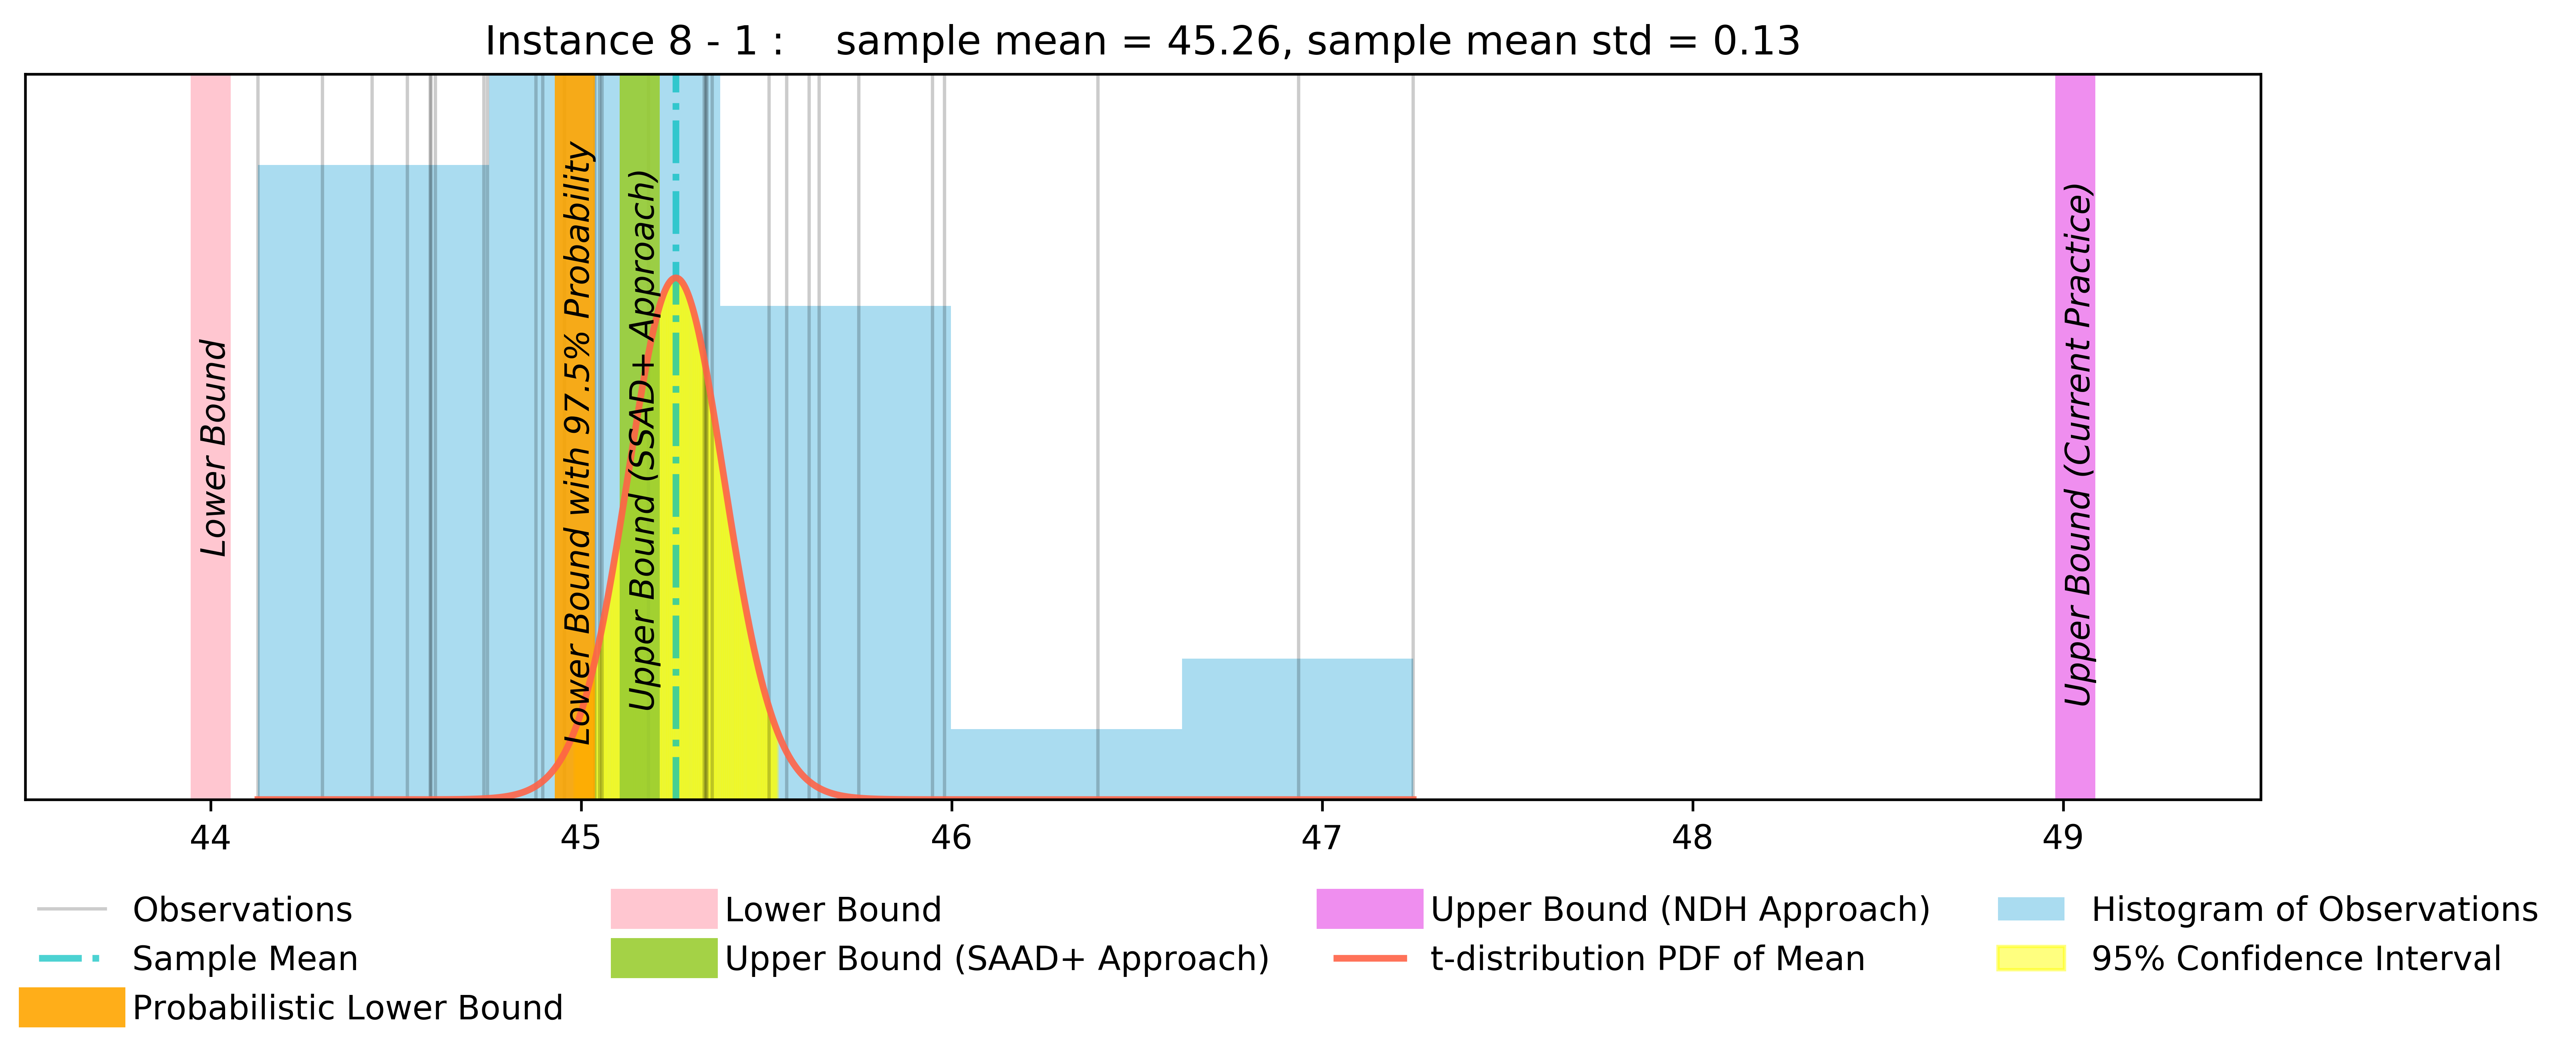 Instance 8 - 1 :    sample mean = 45.26, sample mean std = 0.13
Lower Bound
Lower Bound with 97.5% Probability
Upper Bound (SSAD+ Approach)
Upper Bound (Current Practice)
44 45 46 47 48 49
Observations
Sample Mean
Probabilistic Lower Bound
Lower Bound
Upper Bound (SAAD+ Approach)
Upper Bound (NDH Approach)
t-distribution PDF of Mean
Histogram of Observations
95% Confidence Interval